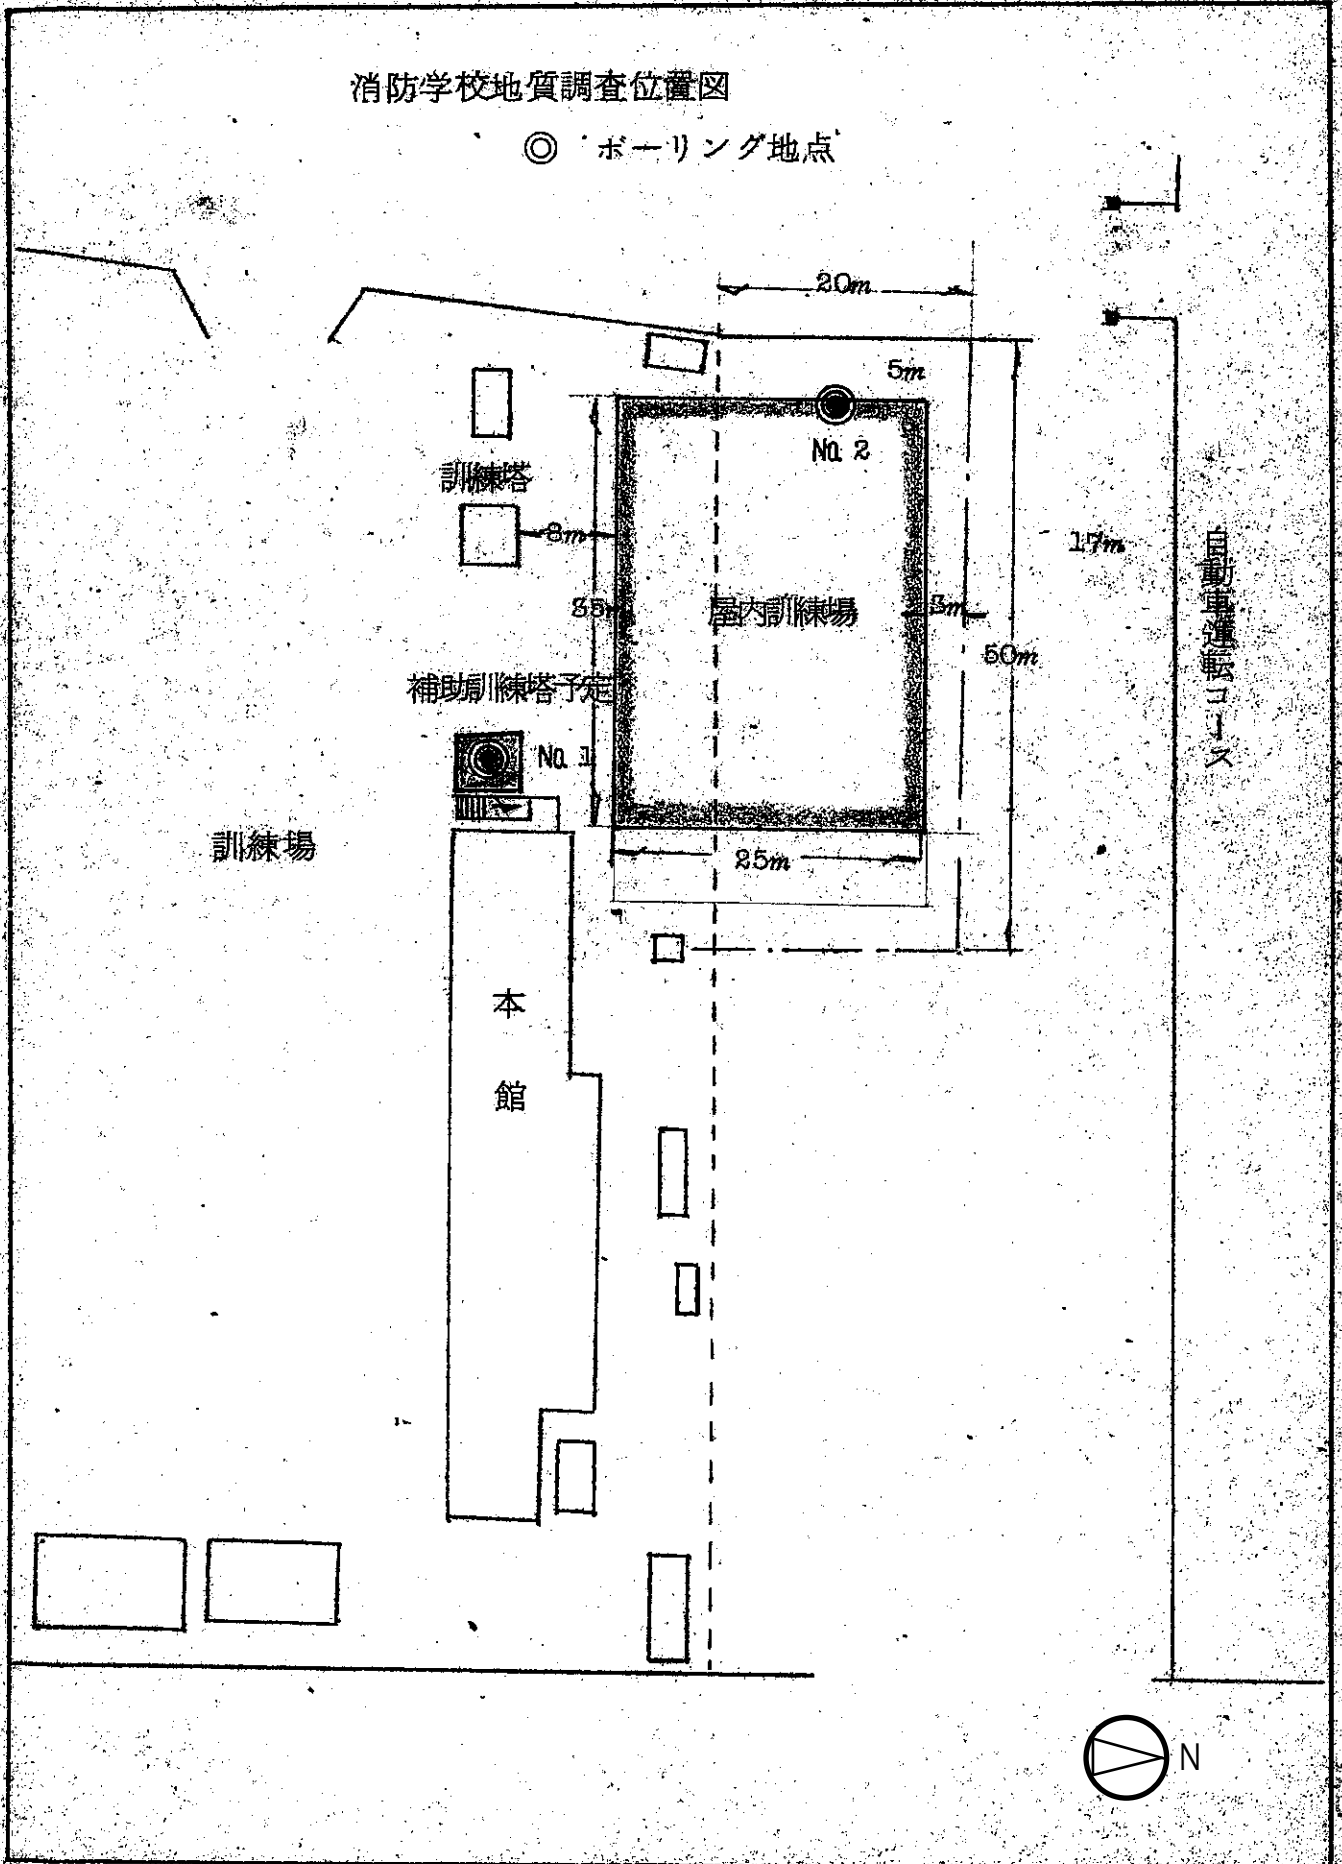 消防学校地質調査位置図
◎ ボーリング地点
20m
5m
No. 2
訓練塔
8m
17m
自動車運転コース
35m
屋内訓練場
3m
50m
補助訓練塔予定
No. 1
訓練場
25m
本館
N